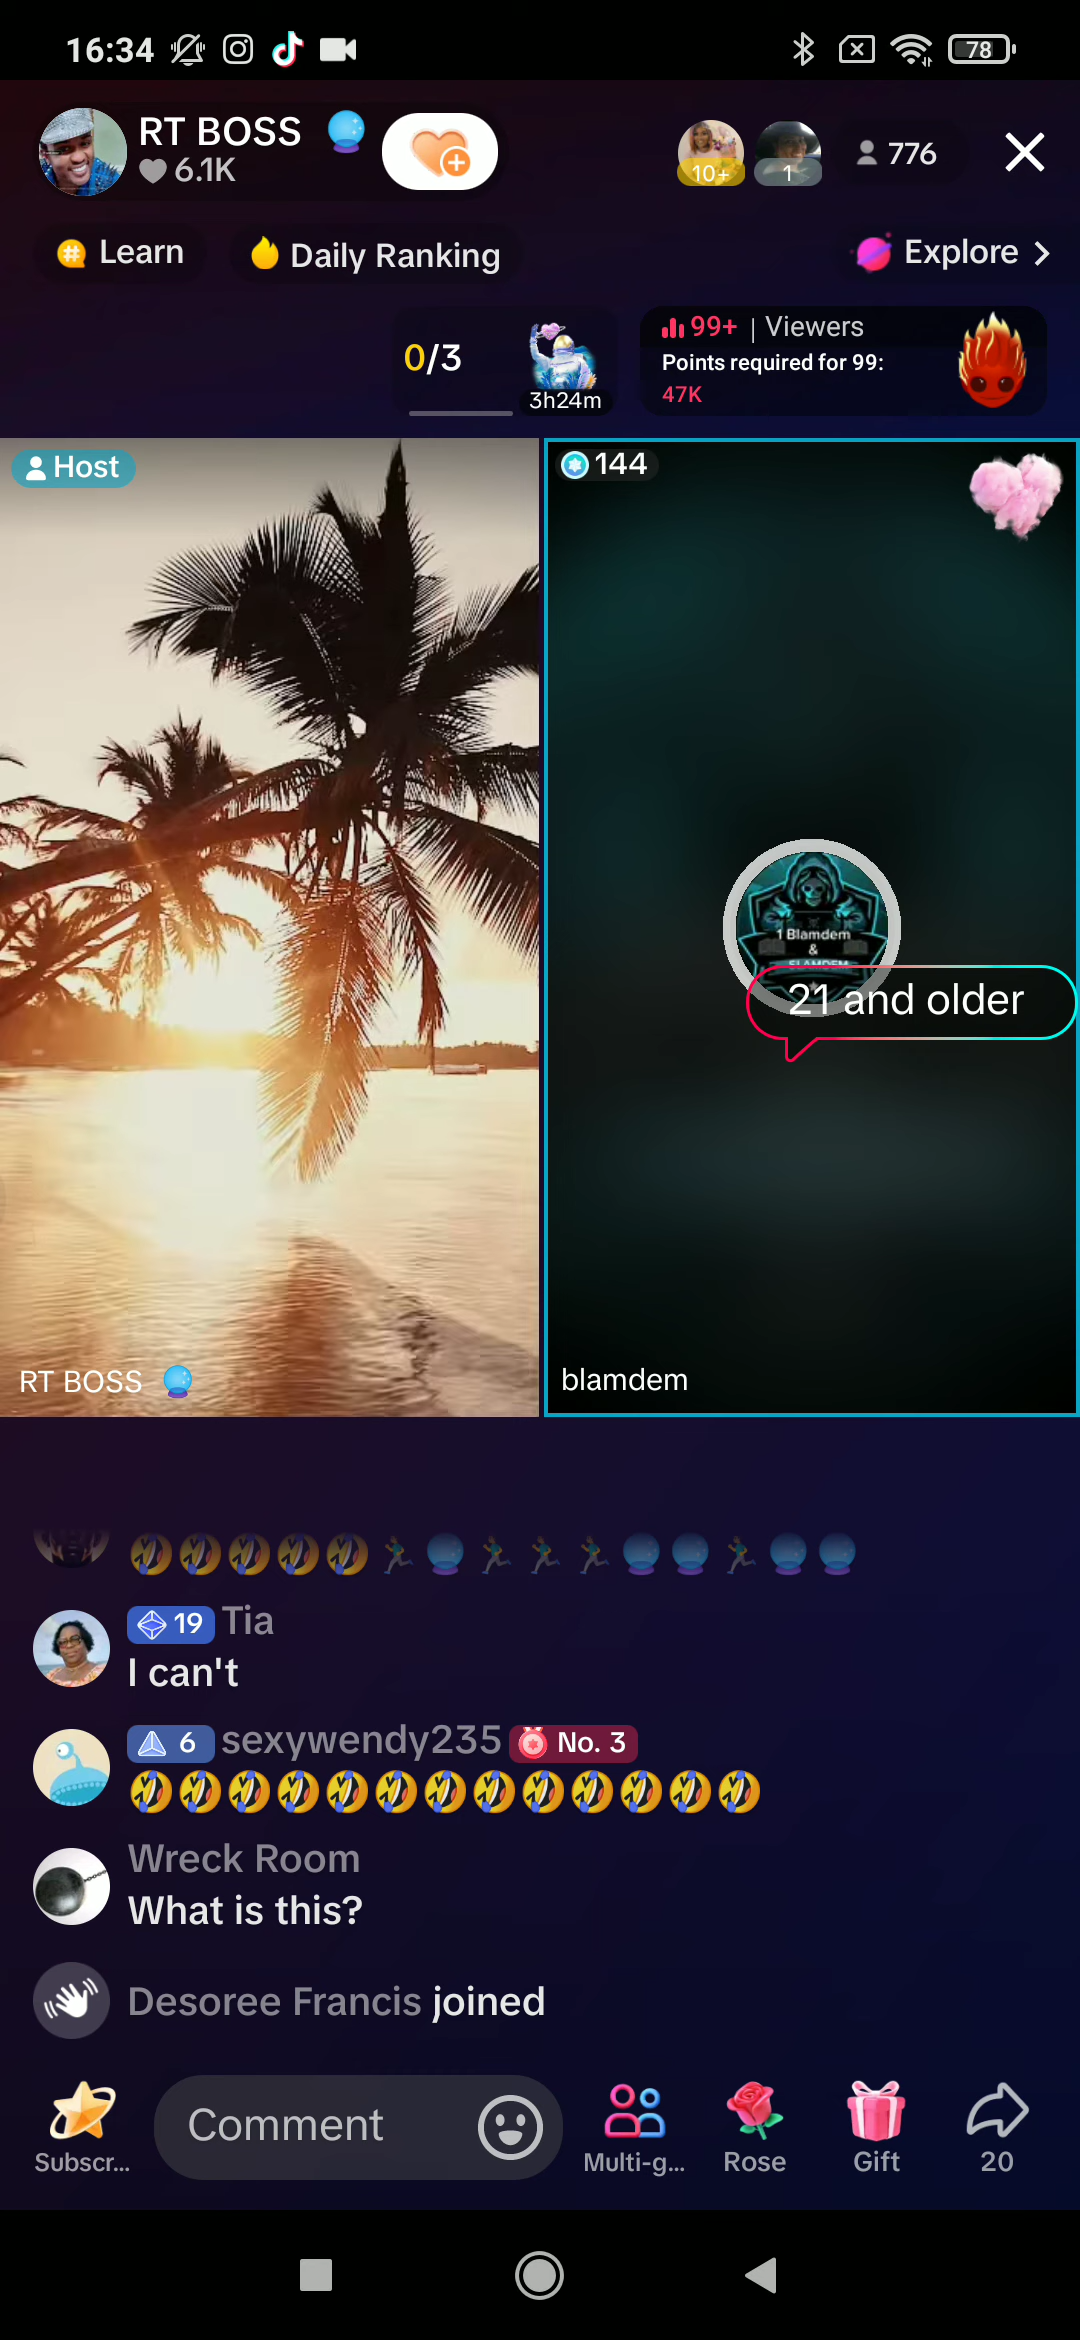 16:34
78
RT BOSS
6.1K
10+
1
776
Learn
Daily Ranking
Explore
0/3
3h24m
99+ | Viewers
Points required for 99:
47K
Host
144
1 Blamdem
&
SLAMDEM
21 and older
RT BOSS
blamdem
19 Tia
I can't
6 sexywendy235 No. 3
Wreck Room
What is this?
Desoree Francis joined
Subscr...
Comment
Multi-g...
Rose
Gift
20